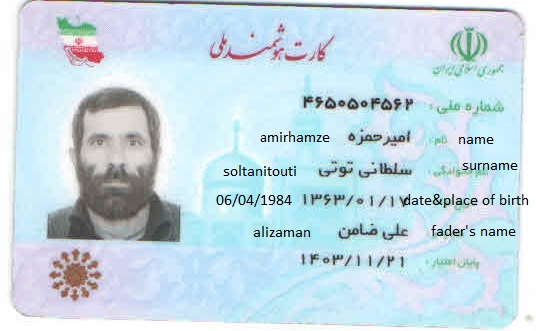 کارت هوشمند ملی
جمهوری اسلامی ایران
شماره ملی: ۴۶۵۰۵۰۴۵۶۲
name نام: امیرحمزه amirhamze
surname نام خانوادگی: سلطانی توتی soltanitouti
date&place of birth ۱۳۶۳/۰۱/۱۷ 06/04/1984
fader's name علی ضامن alizaman
پایان اعتبار: ۱۴۰۳/۱۱/۲۱